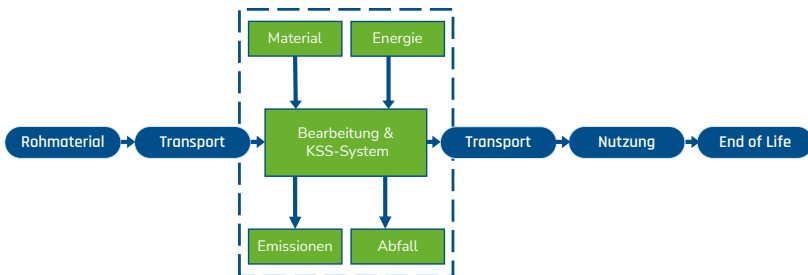 Material
Energie
Rohmaterial
Transport
Bearbeitung &
KSS-System
Transport
Nutzung
End of Life
Emissionen
Abfall